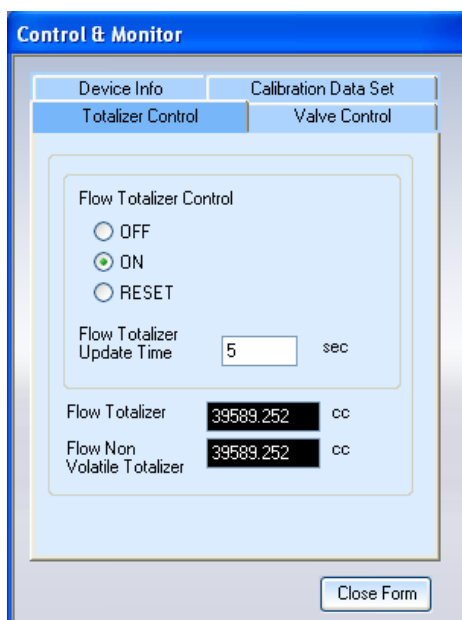 Control & Monitor
Device Info
Calibration Data Set
Totalizer Control
Valve Control
Flow Totalizer Control
OFF
ON
RESET
Flow Totalizer
Update Time
5
sec
Flow Totalizer
39589.252
cc
Flow Non
Volatile Totalizer
39589.252
cc
Close Form